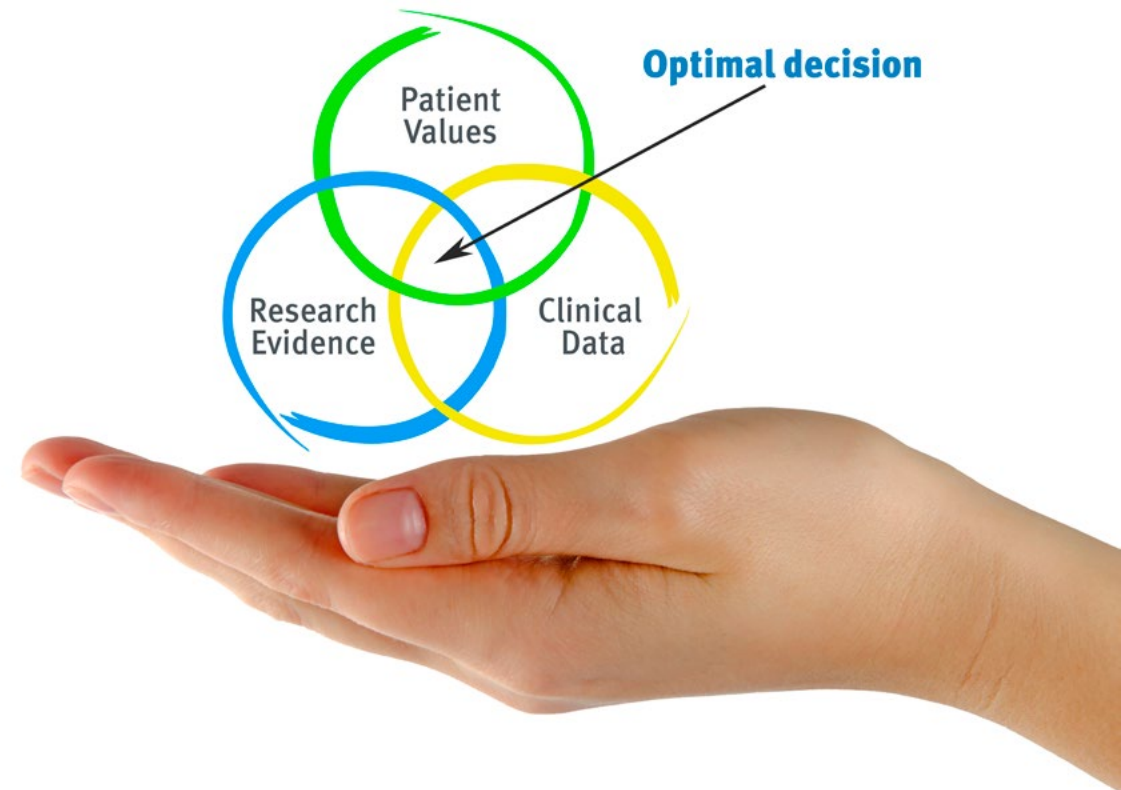 Optimal decision
Patient
Values
Research
Evidence
Clinical
Data